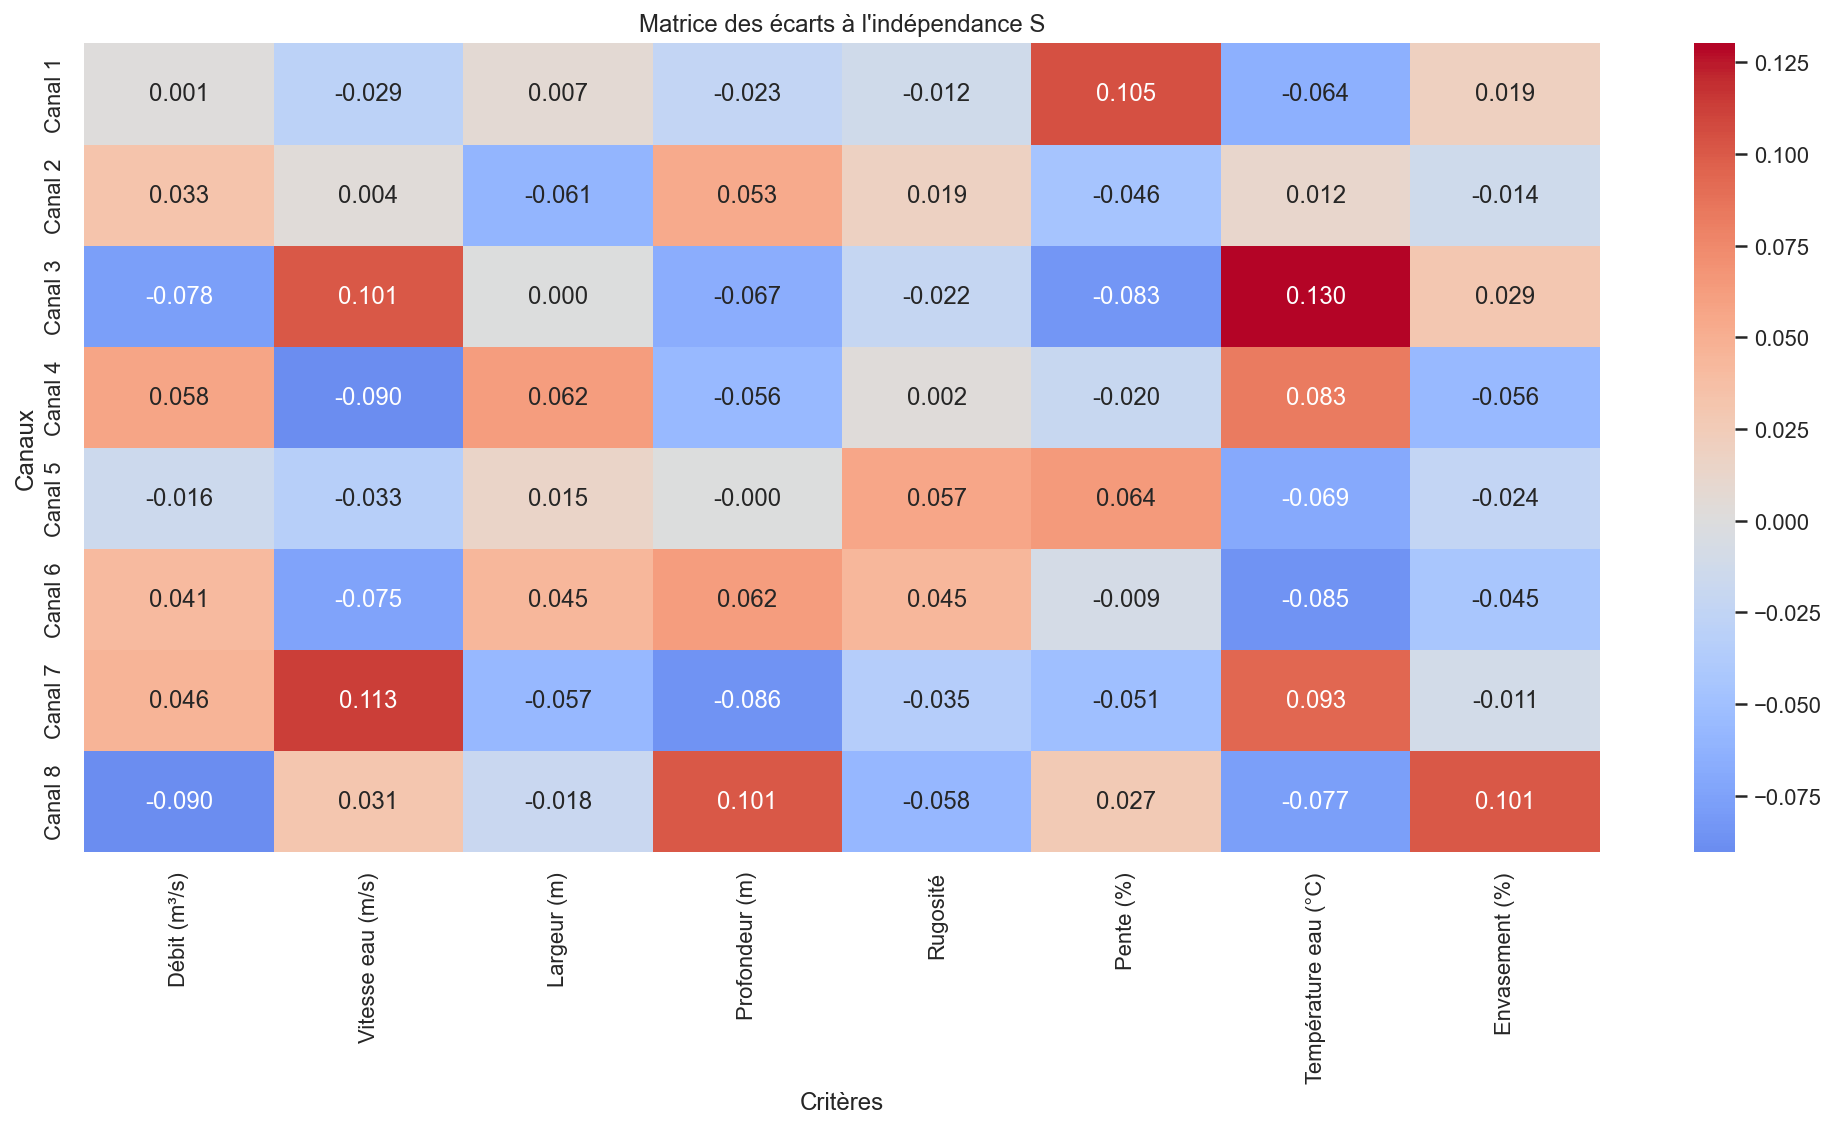 Matrice des écarts à l'indépendance S
Canaux
Canal 1 0.001 -0.029 0.007 -0.023 -0.012 0.105 -0.064 0.019
Canal 2 0.033 0.004 -0.061 0.053 0.019 -0.046 0.012 -0.014
Canal 3 -0.078 0.101 0.000 -0.067 -0.022 -0.083 0.130 0.029
Canal 4 0.058 -0.090 0.062 -0.056 0.002 -0.020 0.083 -0.056
Canal 5 -0.016 -0.033 0.015 -0.000 0.057 0.064 -0.069 -0.024
Canal 6 0.041 -0.075 0.045 0.062 0.045 -0.009 -0.085 -0.045
Canal 7 0.046 0.113 -0.057 -0.086 -0.035 -0.051 0.093 -0.011
Canal 8 -0.090 0.031 -0.018 0.101 -0.058 0.027 -0.077 0.101
Débit (m³/s)
Vitesse eau (m/s)
Largeur (m)
Profondeur (m)
Rugosité
Pente (%)
Température eau (°C)
Envasement (%)
Critères
0.125
0.100
0.075
0.050
0.025
0.000
−0.025
−0.050
−0.075